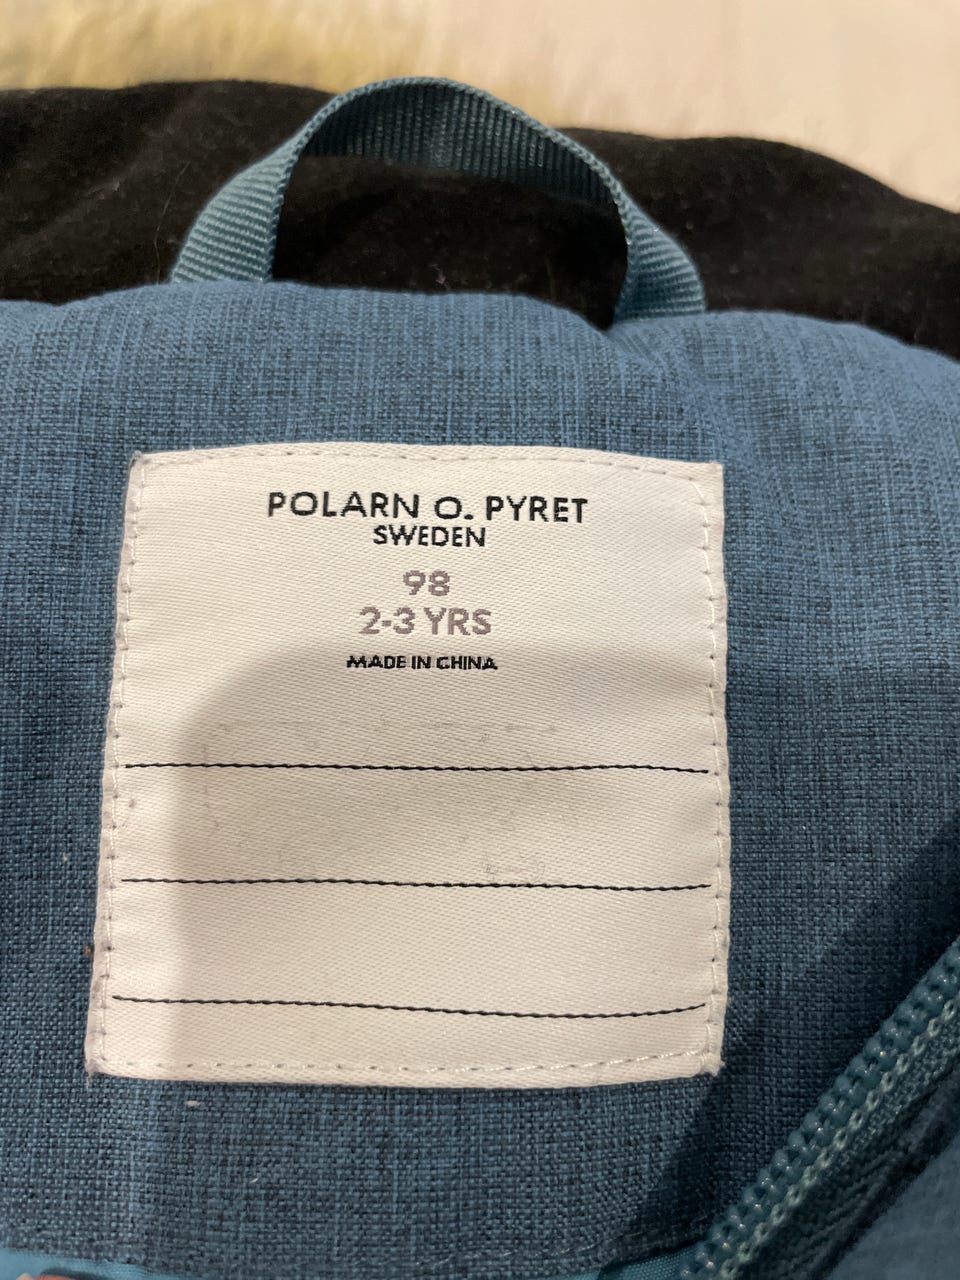 POLARN O. PYRET
SWEDEN
98
2-3 YRS
MADE IN CHINA